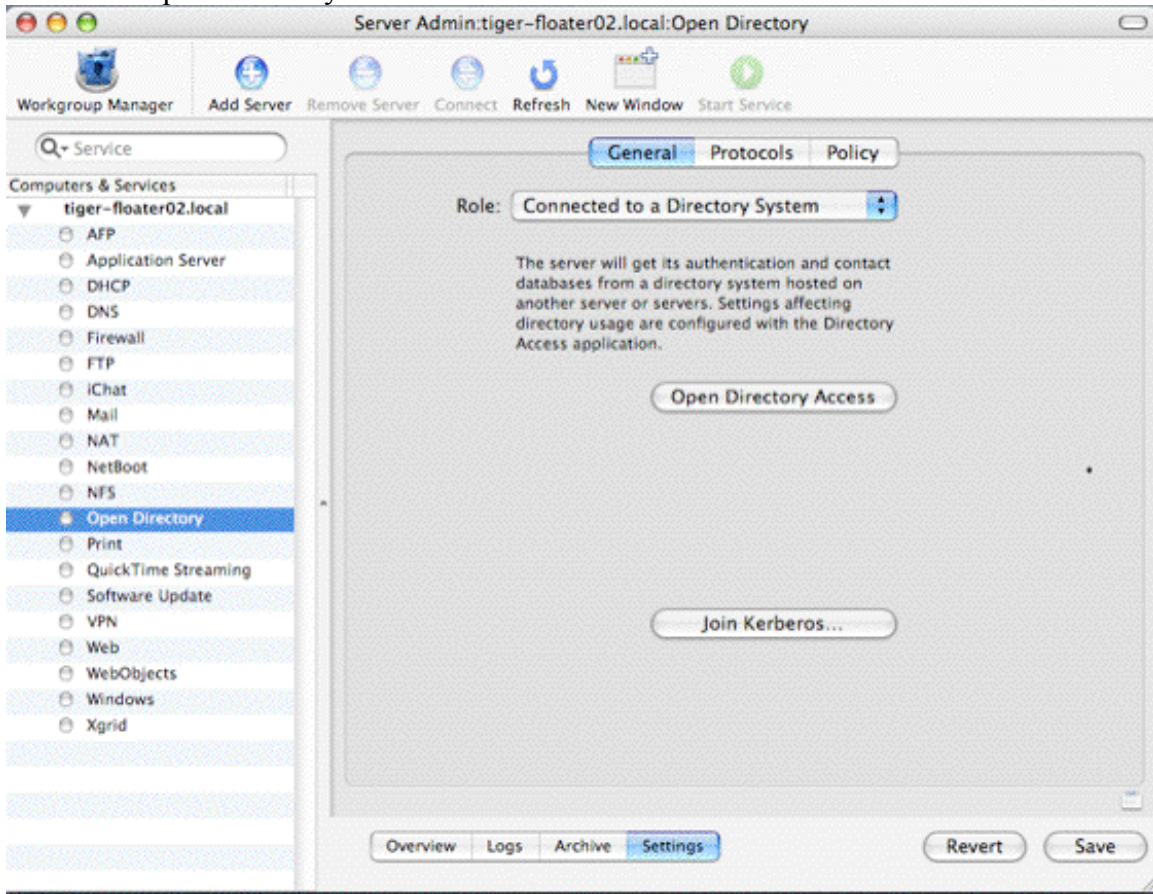 Server Admin:tiger-floater02.local:Open Directory
Workgroup Manager Add Server Remove Server Connect Refresh New Window Start Service
Service
Computers & Services
tiger-floater02.local
AFP
Application Server
DHCP
DNS
Firewall
FTP
iChat
Mail
NAT
NetBoot
NFS
Open Directory
Print
QuickTime Streaming
Software Update
VPN
Web
WebObjects
Windows
Xgrid
General Protocols Policy
Role: Connected to a Directory System
The server will get its authentication and contact
databases from a directory system hosted on
another server or servers. Settings affecting
directory usage are configured with the Directory
Access application.
Open Directory Access
Join Kerberos...
Overview Logs Archive Settings
Revert Save